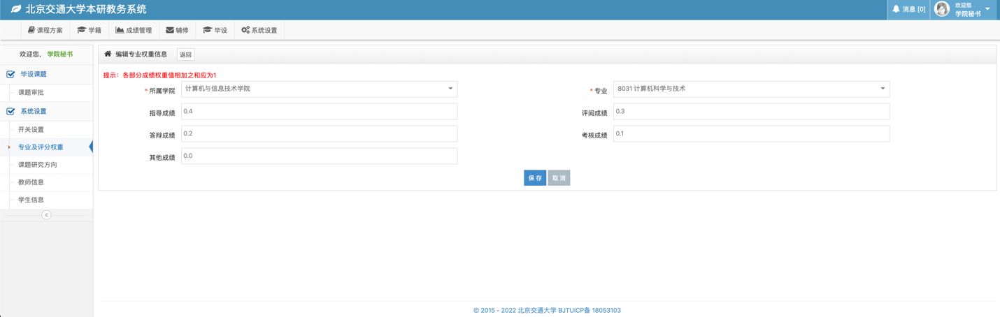 北京交通大学本研教务系统
消息 [0]
欢迎您
学院秘书
课程方案 学籍 成绩管理 辅修 毕设 系统设置
欢迎您， 学院秘书
毕设课题
课题审批
系统设置
开关设置
专业及评分权重
课题研究方向
教师信息
学生信息
编辑专业权重信息 返回
提示：各部分成绩权重值相加之和应为1
* 所属学院 计算机与信息技术学院 * 专业 8031 计算机科学与技术
指导成绩 0.4 评阅成绩 0.3
答辩成绩 0.2 考核成绩 0.1
其他成绩 0.0
保存 取消
© 2015 - 2022 北京交通大学 BJTUICP备 18053103